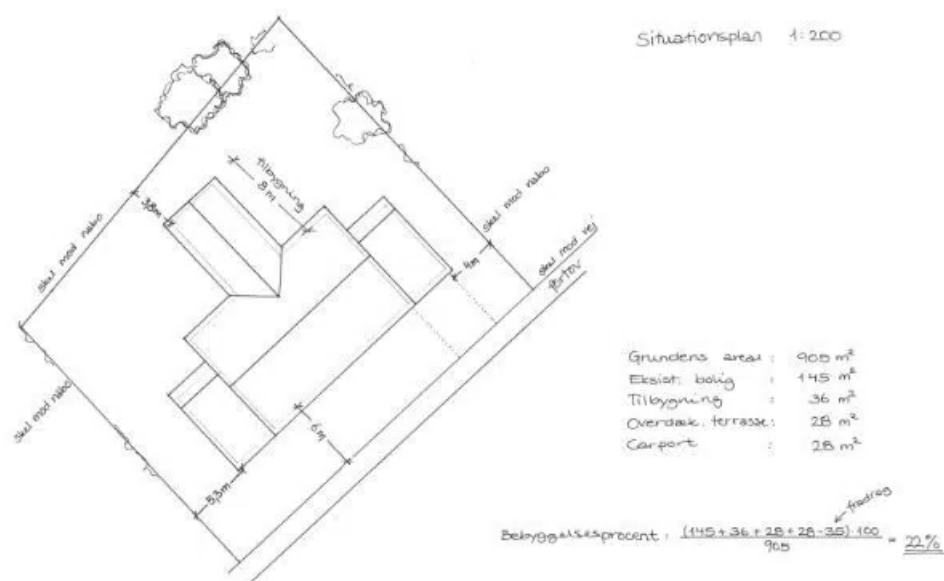 Situationsplan 1:200
Tilbygning
8 m
3,8m
skel mod nabo
skel mod nabo
skel mod vej
fortov
4m
skel mod nabo
6m
5,3m
Grundens areal : 905 m²
Eksist. bolig : 145 m²
Tilbygning : 36 m²
Overdæk. terrasse : 28 m²
Carport : 28 m²
fradrag
Bebyggelsesprocent : (145 + 36 + 28 + 28 - 35) · 100
905
= 22%